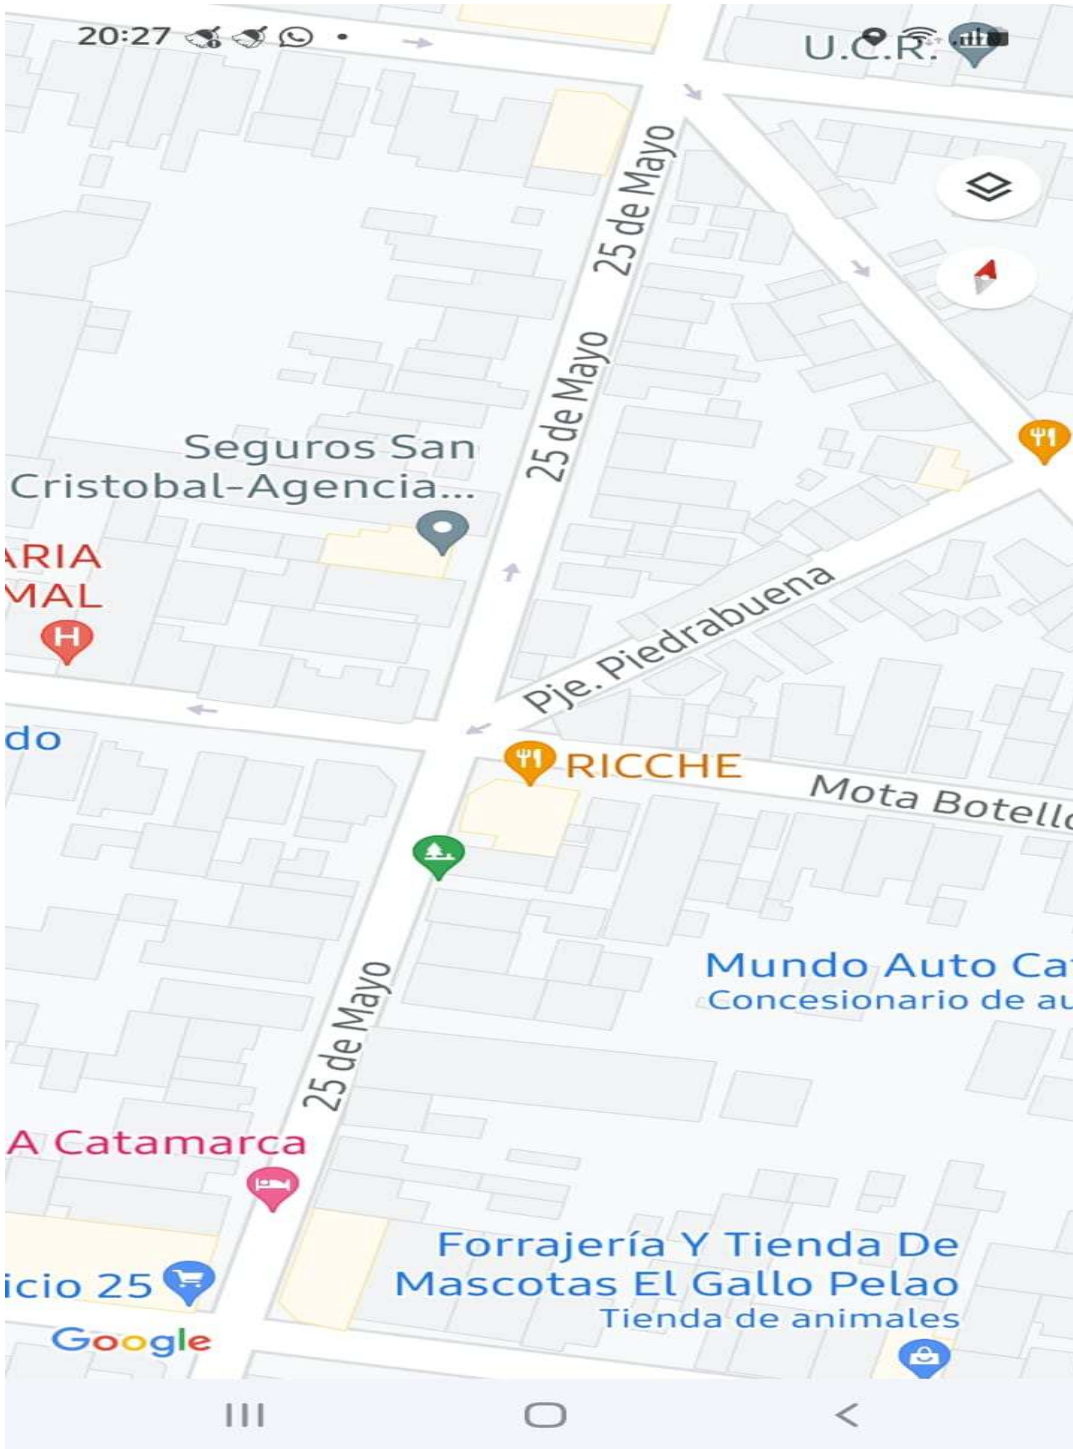 20:27
U.C.R.
25 de Mayo
25 de Mayo
Seguros San
Cristobal-Agencia...
ARIA
MAL
Pje. Piedrabuena
do
RICCHE
Mota Botello
Mundo Auto Cat
Concesionario de au
25 de Mayo
A Catamarca
Forrajería Y Tienda De
Mascotas El Gallo Pelao
Tienda de animales
icio 25
Google